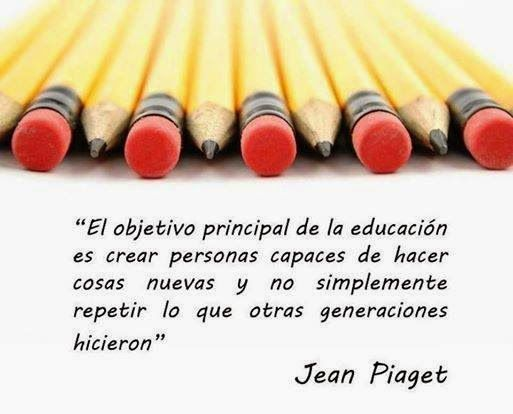 “El objetivo principal de la educación
es crear personas capaces de hacer
cosas nuevas y no simplemente
repetir lo que otras generaciones
hicieron”
Jean Piaget